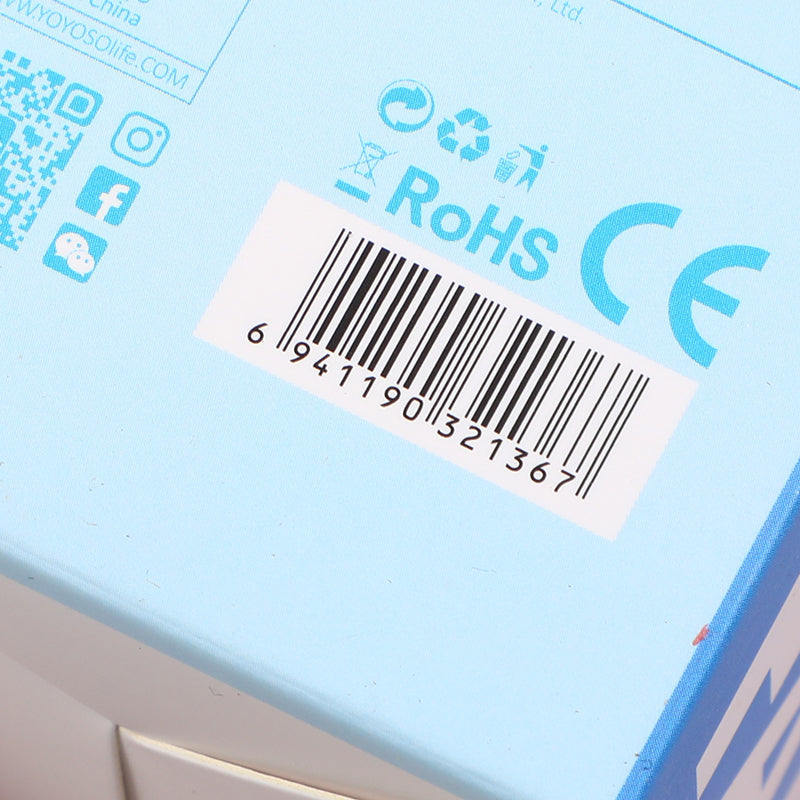 China
WWW.YOYOSOlife.COM
, Ltd.
RoHS
CE
6 941190 321367